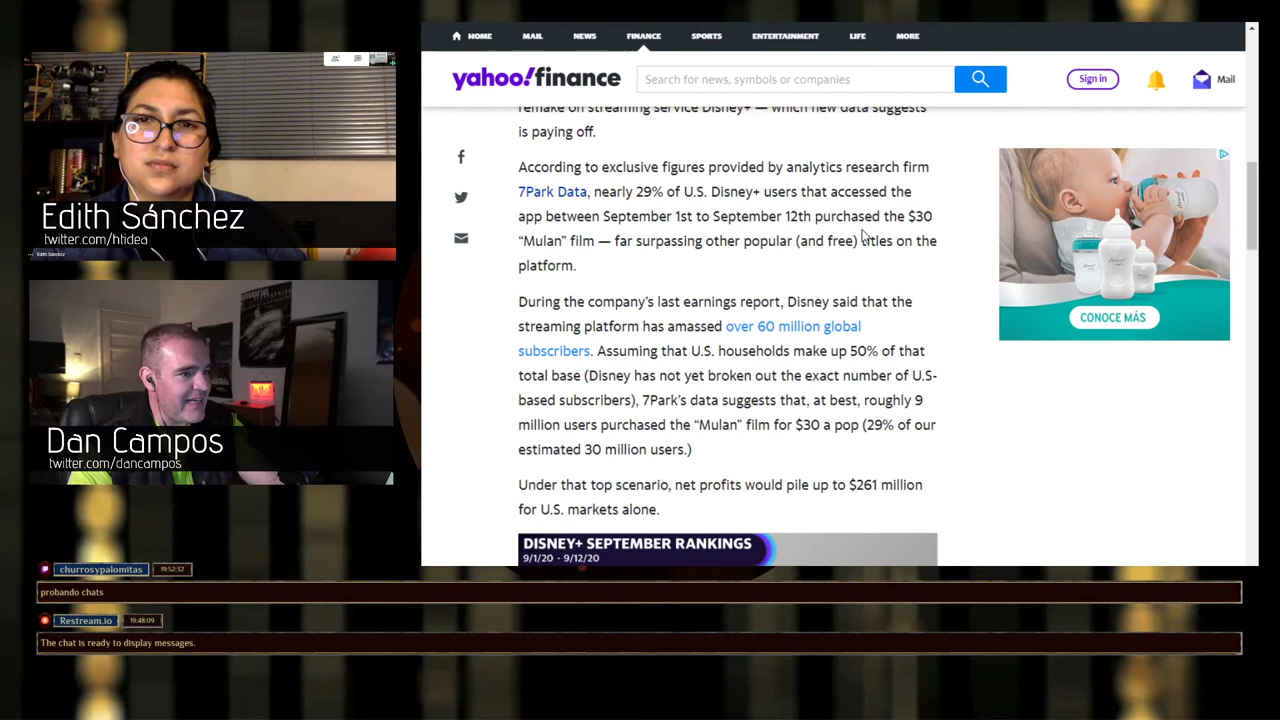 Edith Sánchez
twitter.com/htidea
Edith Sánchez
Dan Campos
twitter.com/dancampos
HOME MAIL NEWS FINANCE SPORTS ENTERTAINMENT LIFE MORE
yahoo!finance
Search for news, symbols or companies
Sign in
Mail
remake on streaming service Disney+ — which new data suggests
is paying off.
According to exclusive figures provided by analytics research firm
7Park Data, nearly 29% of U.S. Disney+ users that accessed the
app between September 1st to September 12th purchased the $30
“Mulan” film — far surpassing other popular (and free) titles on the
platform.
During the company’s last earnings report, Disney said that the
streaming platform has amassed over 60 million global
subscribers. Assuming that U.S. households make up 50% of that
total base (Disney has not yet broken out the exact number of U.S-
based subscribers), 7Park’s data suggests that, at best, roughly 9
million users purchased the “Mulan” film for $30 a pop (29% of our
estimated 30 million users.)
Under that top scenario, net profits would pile up to $261 million
for U.S. markets alone.
DISNEY+ SEPTEMBER RANKINGS
9/1/20 - 9/12/20
CONOCE MÁS
churrosypalomitas 19:52:32
probando chats
Restream.io 19:48:09
The chat is ready to display messages.